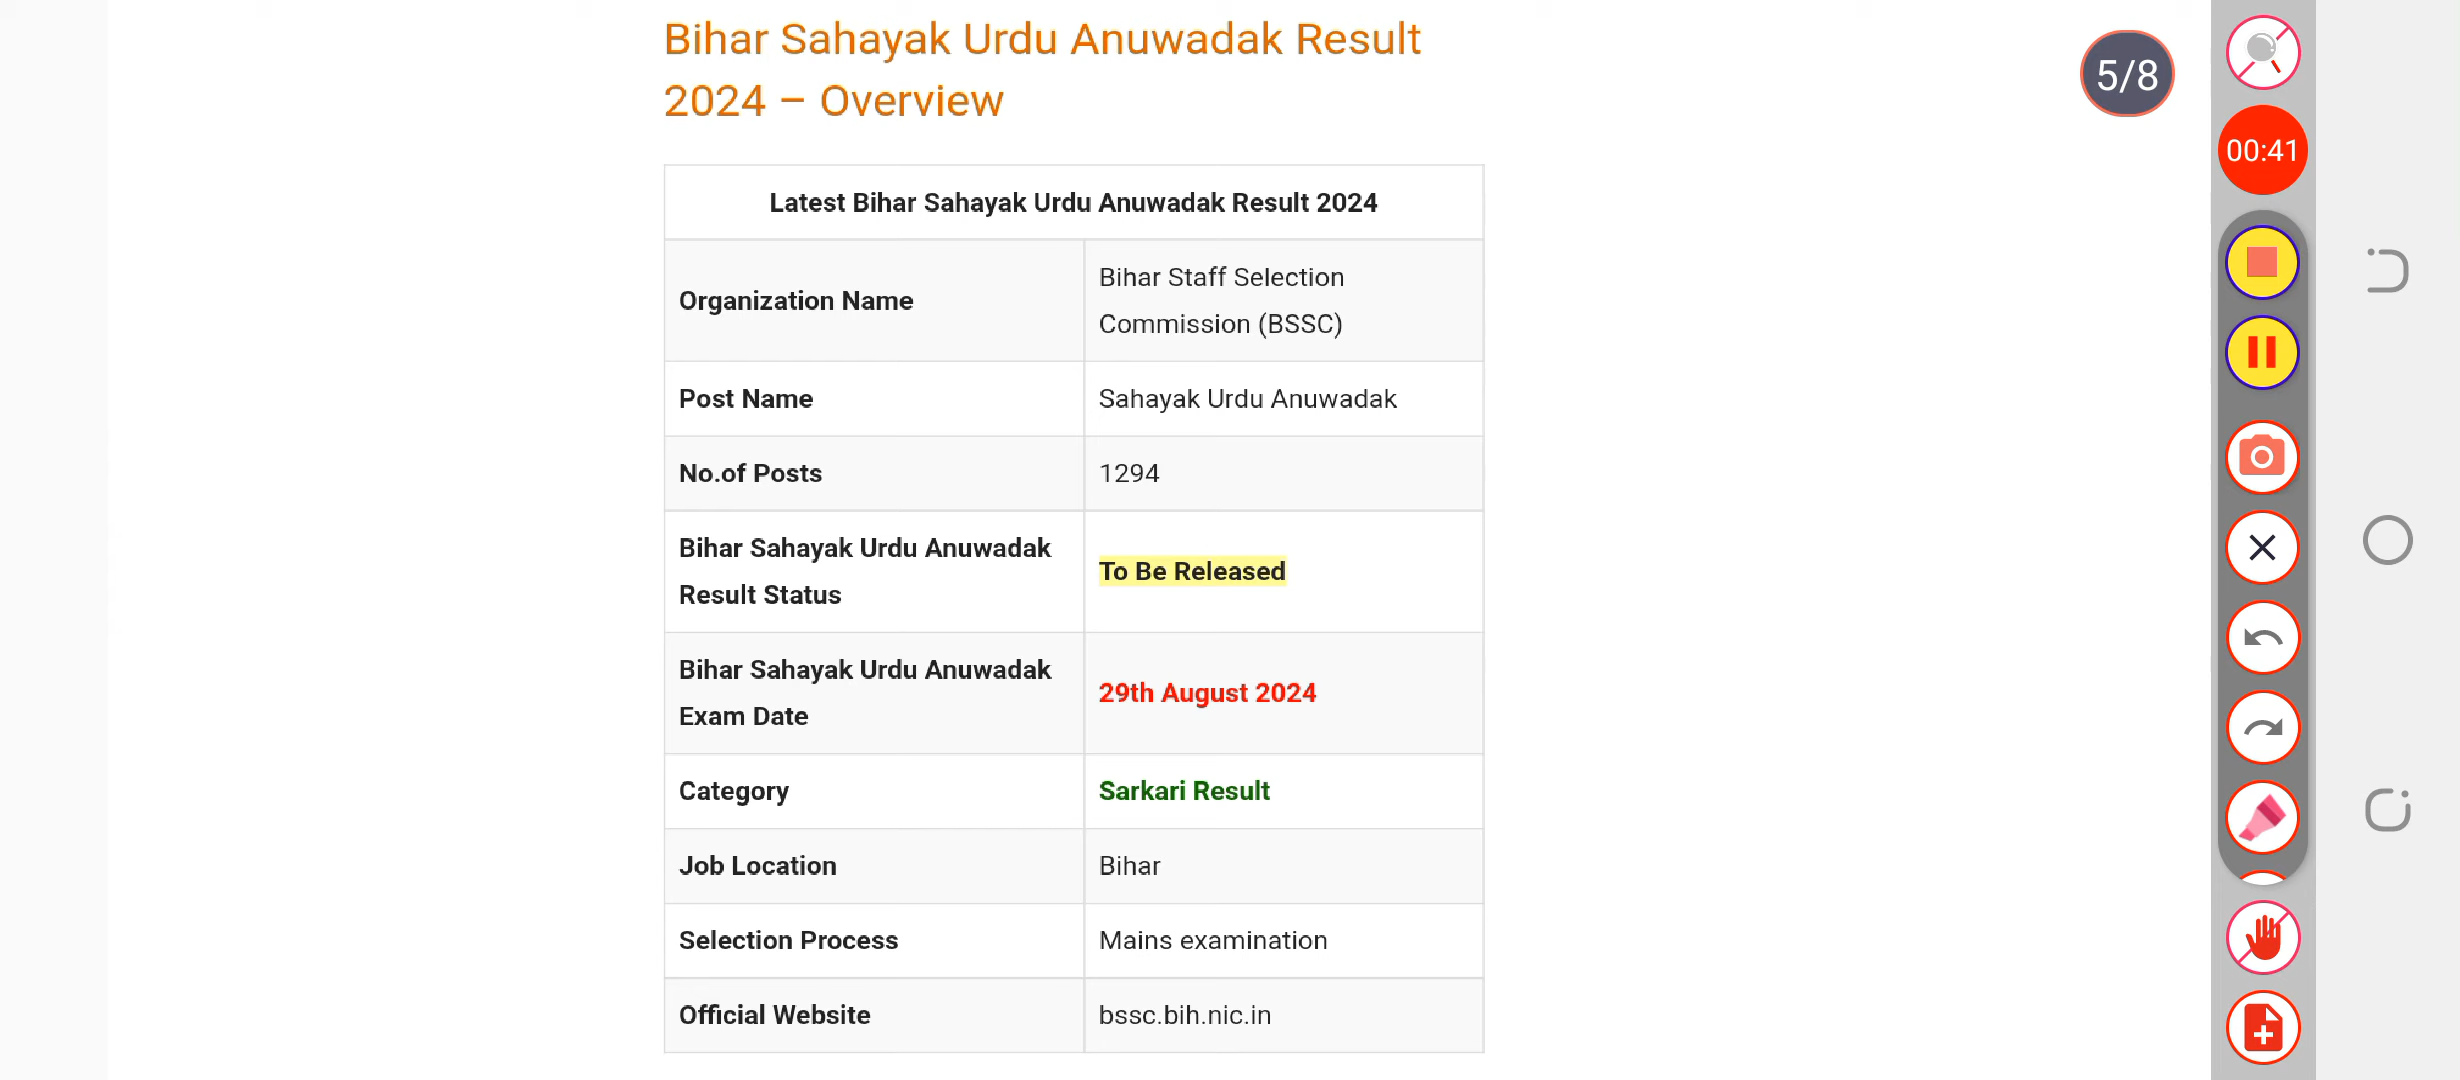 Bihar Sahayak Urdu Anuwadak Result
2024 – Overview
5/8
00:41
Latest Bihar Sahayak Urdu Anuwadak Result 2024
Organization Name
Bihar Staff Selection
Commission (BSSC)
Post Name
Sahayak Urdu Anuwadak
No.of Posts
1294
Bihar Sahayak Urdu Anuwadak
Result Status
To Be Released
Bihar Sahayak Urdu Anuwadak
Exam Date
29th August 2024
Category
Sarkari Result
Job Location
Bihar
Selection Process
Mains examination
Official Website
bssc.bih.nic.in